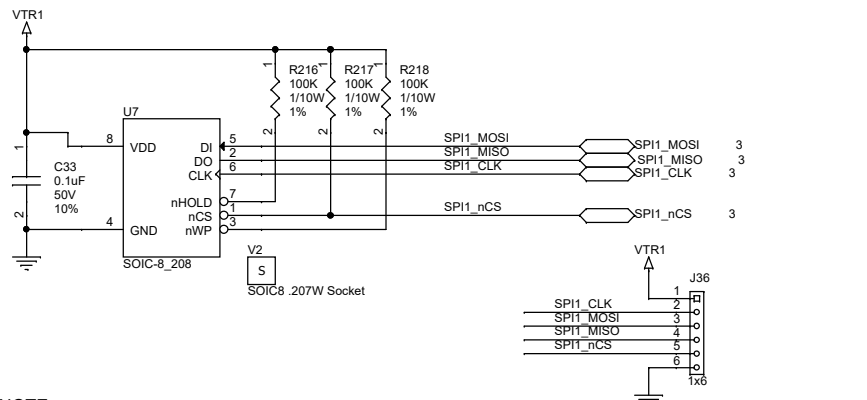 VTR1
R216
100K
1/10W
1%
R217
100K
1/10W
1%
R218
100K
1/10W
1%
1
1
1
2
2
2
U7
8
VDD
DI
5
SPI1_MOSI
SPI1_MOSI
3
DO
2
SPI1_MISO
SPI1_MISO
3
CLK
6
SPI1_CLK
SPI1_CLK
3
1
C33
0.1uF
50V
10%
2
nHOLD
7
nCS
1
SPI1_nCS
SPI1_nCS
3
nWP
3
4
GND
SOIC-8_208
V2
S
SOIC8 .207W Socket
VTR1
J36
1
SPI1_CLK
2
SPI1_MOSI
3
SPI1_MISO
4
SPI1_nCS
5
6
1x6